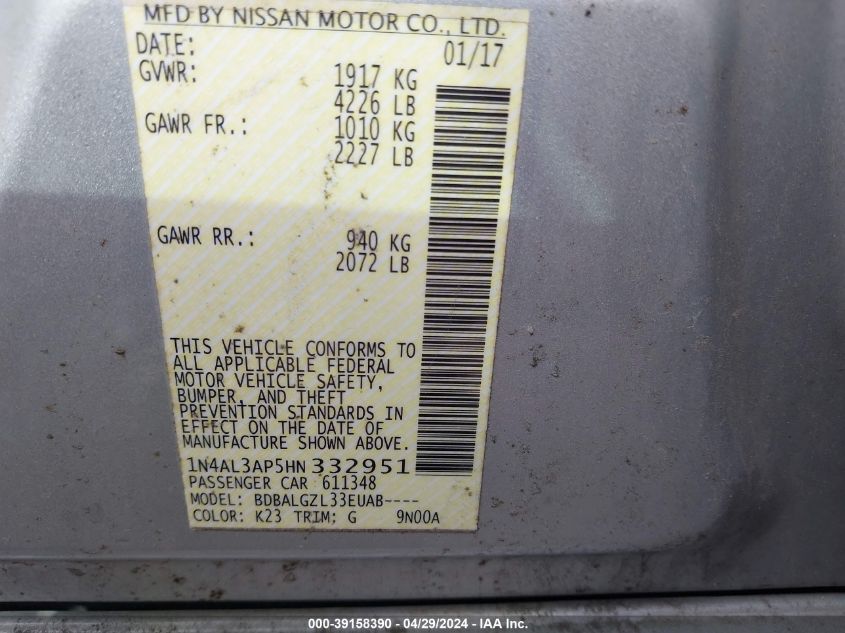 MFD BY NISSAN MOTOR CO., LTD.
DATE: 01/17
GVWR: 1917 KG
4226 LB
GAWR FR.: 1010 KG
2227 LB
GAWR RR.: 940 KG
2072 LB
THIS VEHICLE CONFORMS TO
ALL APPLICABLE FEDERAL
MOTOR VEHICLE SAFETY,
BUMPER, AND THEFT
PREVENTION STANDARDS IN
EFFECT ON THE DATE OF
MANUFACTURE SHOWN ABOVE.
1N4AL3AP5HN332951
PASSENGER CAR 611348
MODEL: BDBALGZL33EUAB----
COLOR: K23 TRIM: G 9N00A
000-39158390 - 04/29/2024 - IAA Inc.